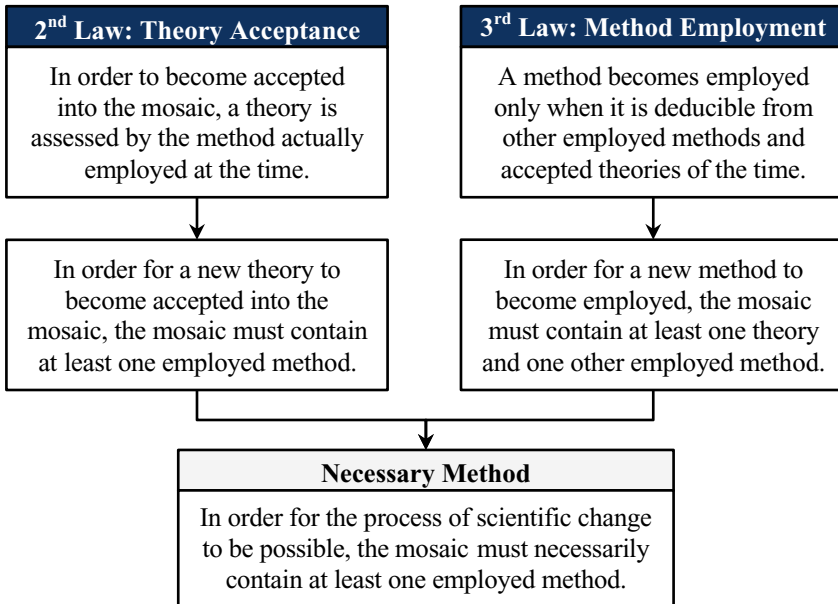 2nd Law: Theory Acceptance
In order to become accepted
into the mosaic, a theory is
assessed by the method actually
employed at the time.
3rd Law: Method Employment
A method becomes employed
only when it is deducible from
other employed methods and
accepted theories of the time.
In order for a new theory to
become accepted into the
mosaic, the mosaic must contain
at least one employed method.
In order for a new method to
become employed, the mosaic
must contain at least one theory
and one other employed method.
Necessary Method
In order for the process of scientific change
to be possible, the mosaic must necessarily
contain at least one employed method.